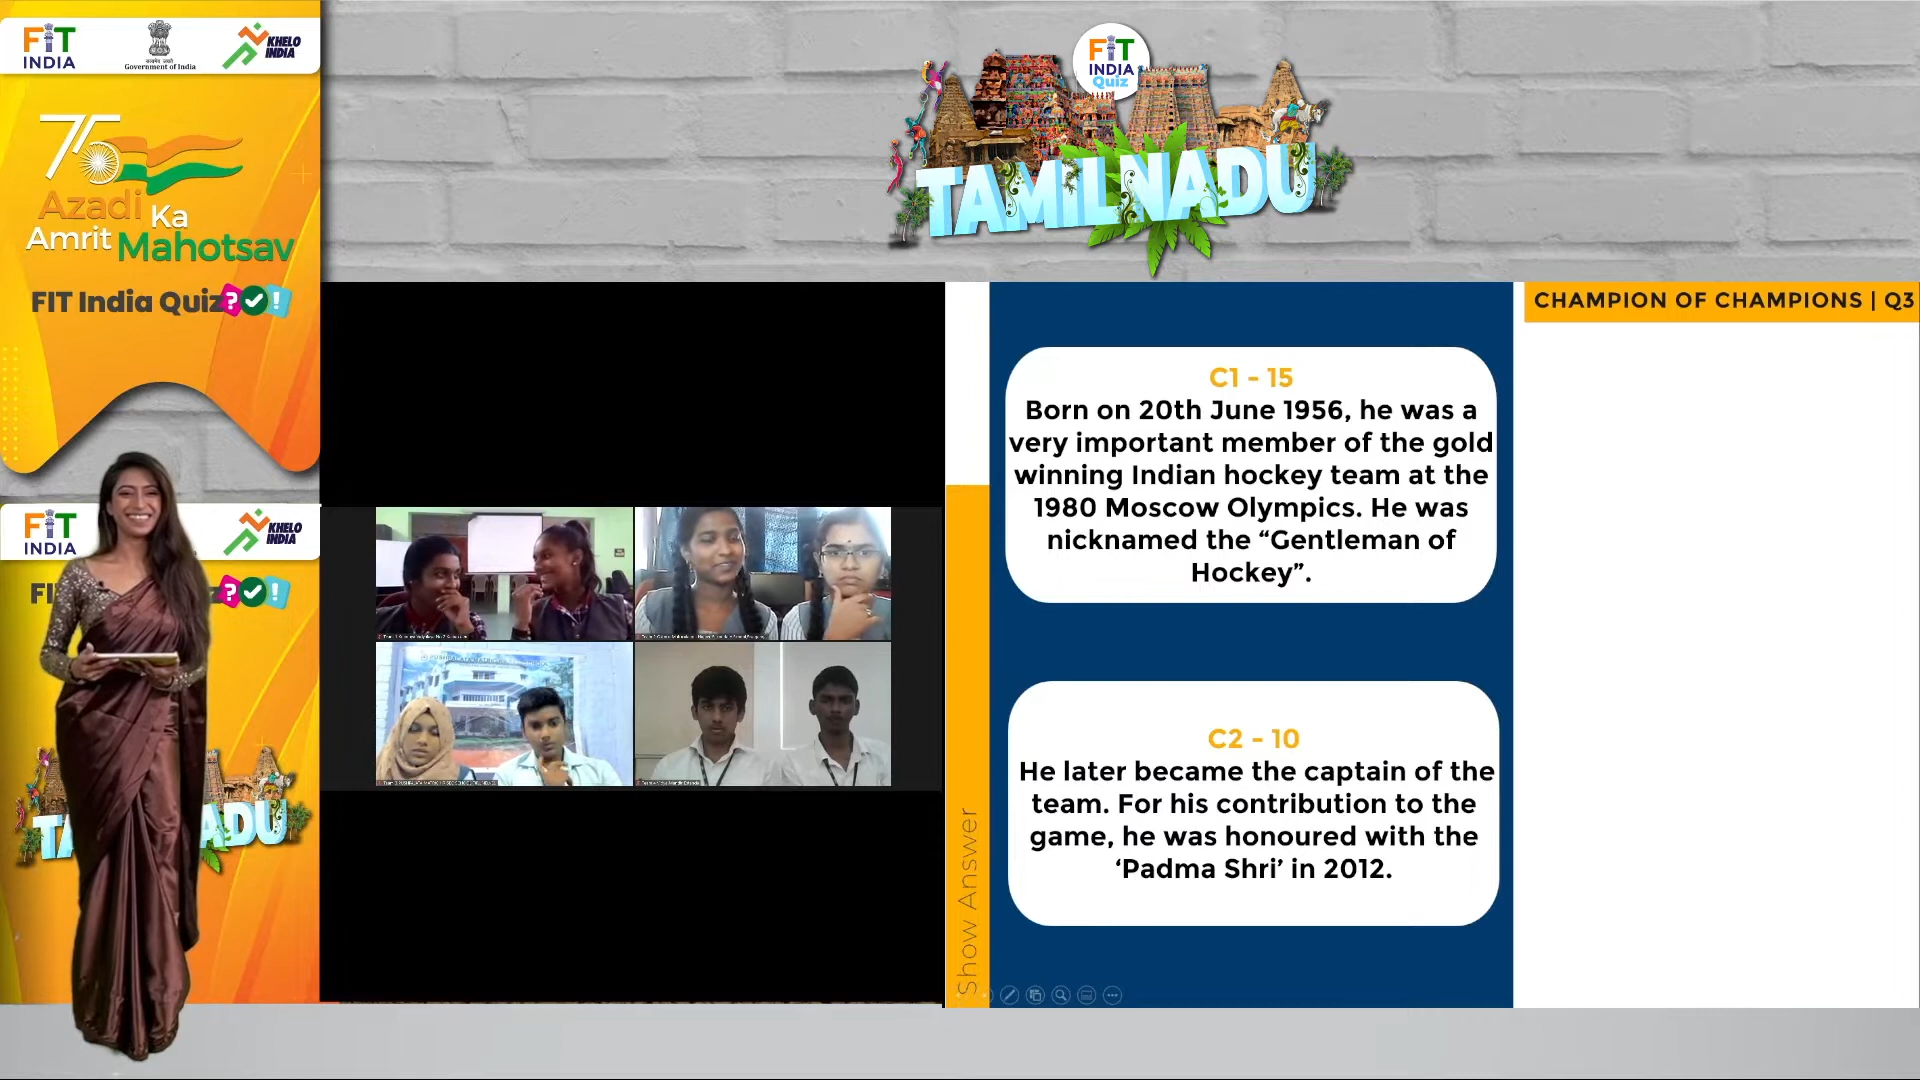 FIT
INDIA
Government of India
KHELO
INDIA
75
Azadi
Ka
Amrit
Mahotsav
FIT India Quiz?!
FIT
INDIA
KHELO
INDIA
FIT
INDIA
Quiz
TAMILNADU
CHAMPION OF CHAMPIONS | Q3
C1 - 15
Born on 20th June 1956, he was a
very important member of the gold
winning Indian hockey team at the
1980 Moscow Olympics. He was
nicknamed the “Gentleman of
Hockey”.
C2 - 10
He later became the captain of the
team. For his contribution to the
game, he was honoured with the
‘Padma Shri’ in 2012.
Show Answer